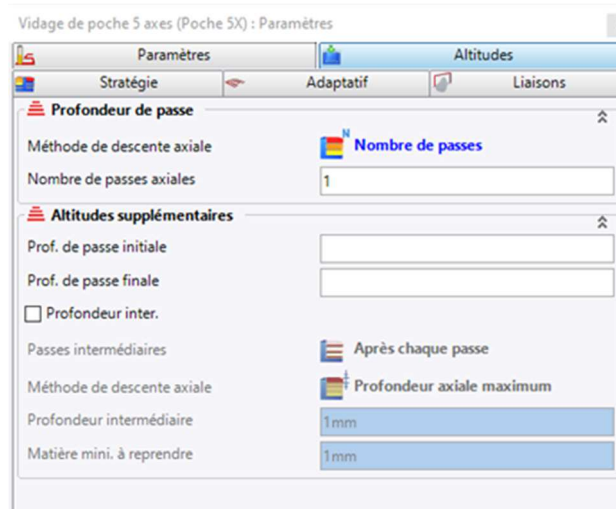 Vidage de poche 5 axes (Poche 5X) : Paramètres
Paramètres Altitudes
Stratégie Adaptatif Liaisons
Profondeur de passe
Méthode de descente axiale N Nombre de passes
Nombre de passes axiales 1
Altitudes supplémentaires
Prof. de passe initiale
Prof. de passe finale
Profondeur inter.
Passes intermédiaires Après chaque passe
Méthode de descente axiale Profondeur axiale maximum
Profondeur intermédiaire 1mm
Matière mini. à reprendre 1mm